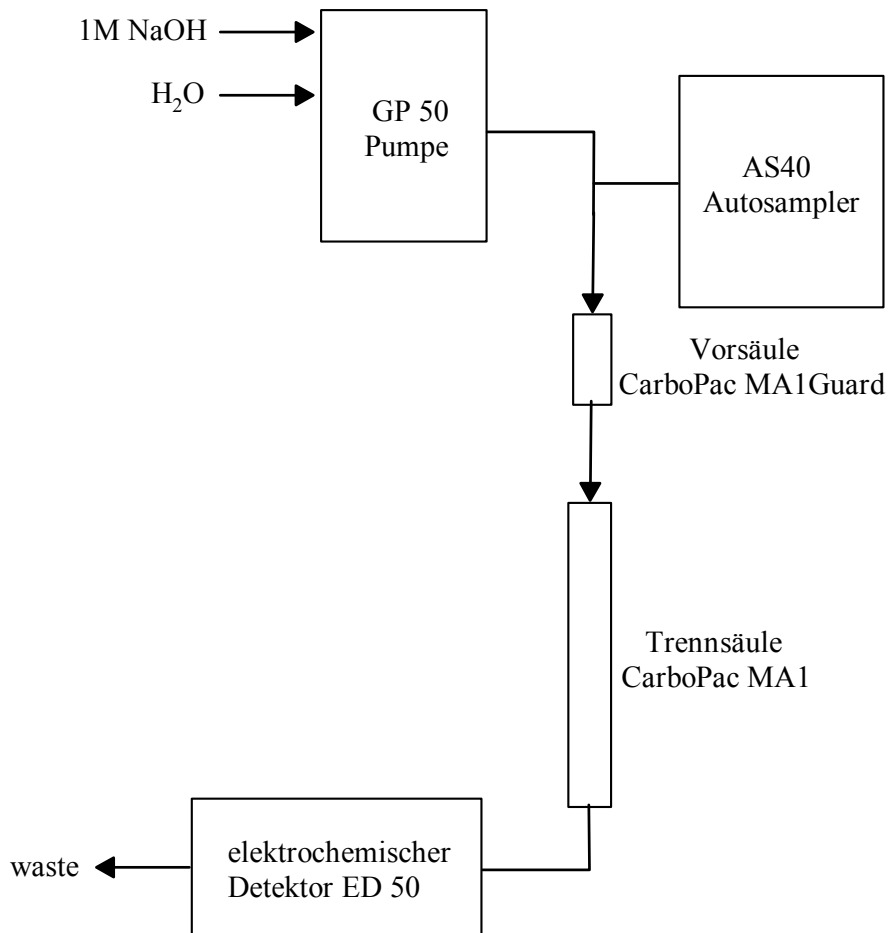 1M NaOH
H₂O
GP 50
Pumpe
AS40
Autosampler
Vorsäule
CarboPac MA1Guard
Trennsäule
CarboPac MA1
elektrochemischer
Detektor ED 50
waste